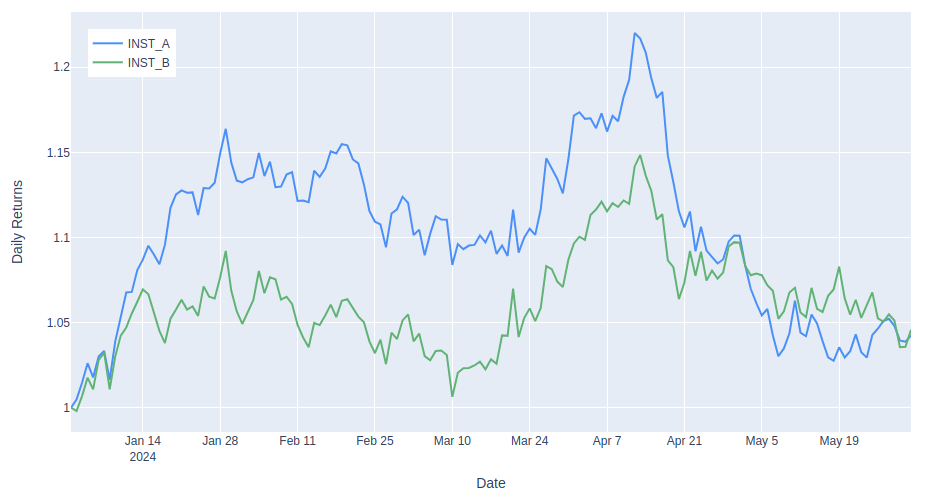 INST_A
INST_B
1.2
1.15
1.1
1.05
1
Daily Returns
Jan 14 Jan 28 Feb 11 Feb 25 Mar 10 Mar 24 Apr 7 Apr 21 May 5 May 19
2024
Date